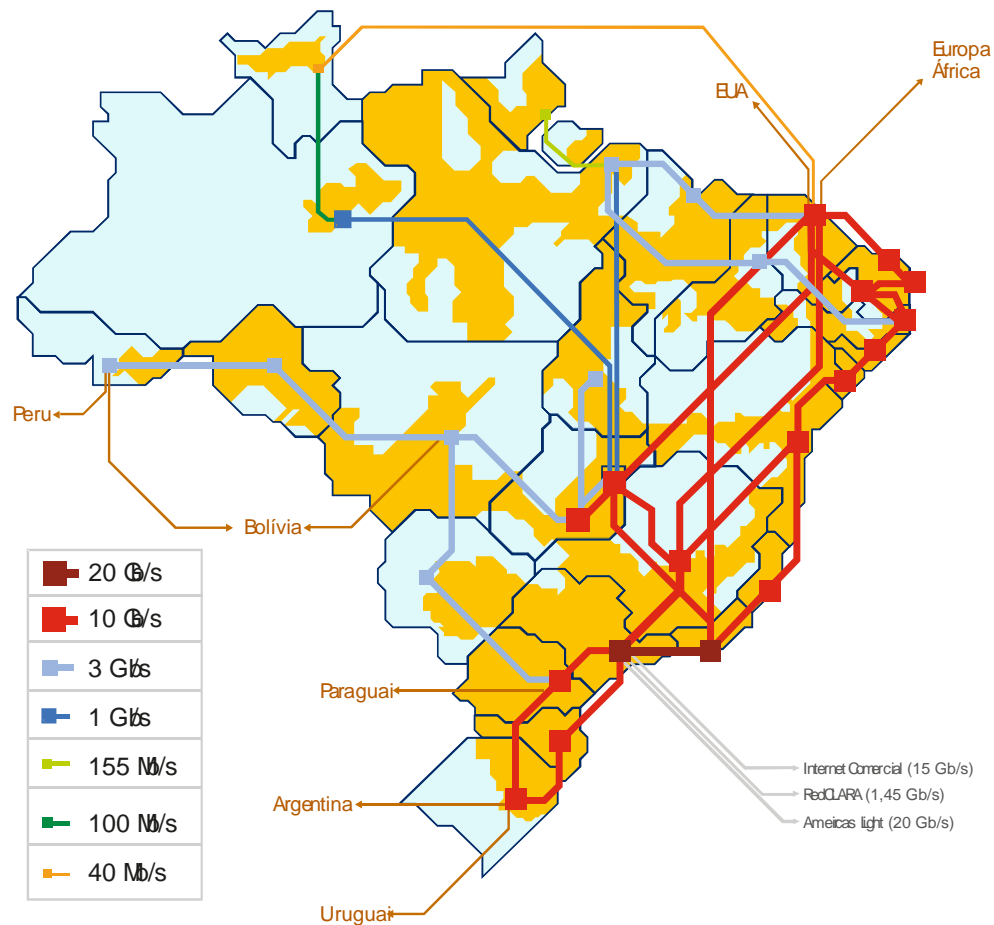 Europa
África
EUA
Peru
Bolívia
20 Gb/s
10 Gb/s
3 Gb/s
1 Gb/s
155 Mb/s
100 Mb/s
40 Mb/s
Paraguai
Argentina
Uruguai
Internet Comercial (15 Gb/s)
RedCLARA (1,45 Gb/s)
Ameicas light (20 Gb/s)